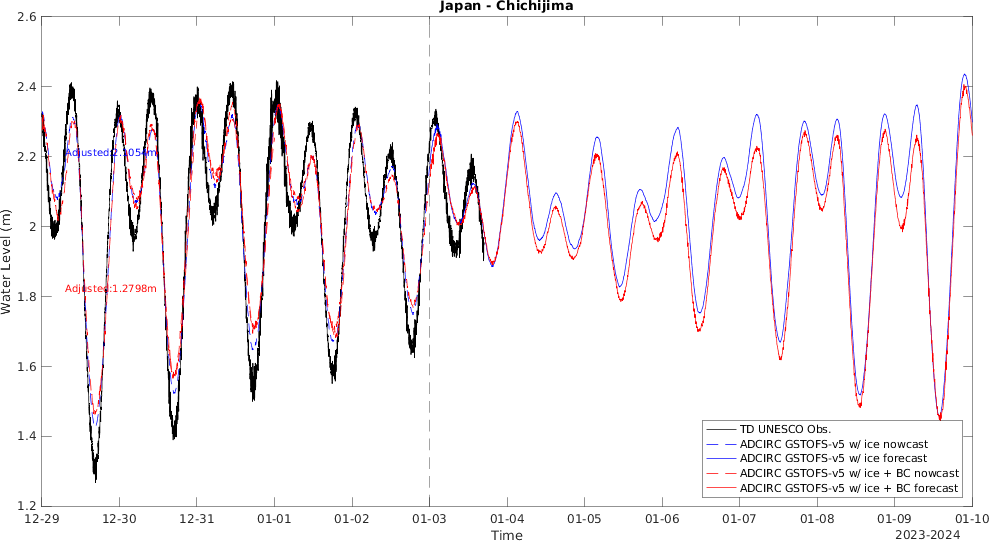 Japan - Chichijima
2.6
2.4
2.2
2
1.8
1.6
1.4
1.2
Water Level (m)
Adjusted:1.2798m
TD UNESCO Obs.
ADCIRC GSTOFS-v5 w/ ice nowcast
ADCIRC GSTOFS-v5 w/ ice forecast
ADCIRC GSTOFS-v5 w/ ice + BC nowcast
ADCIRC GSTOFS-v5 w/ ice + BC forecast
12-29 12-30 12-31 01-01 01-02 01-03 01-04 01-05 01-06 01-07 01-08 01-09 01-10
Time
2023-2024